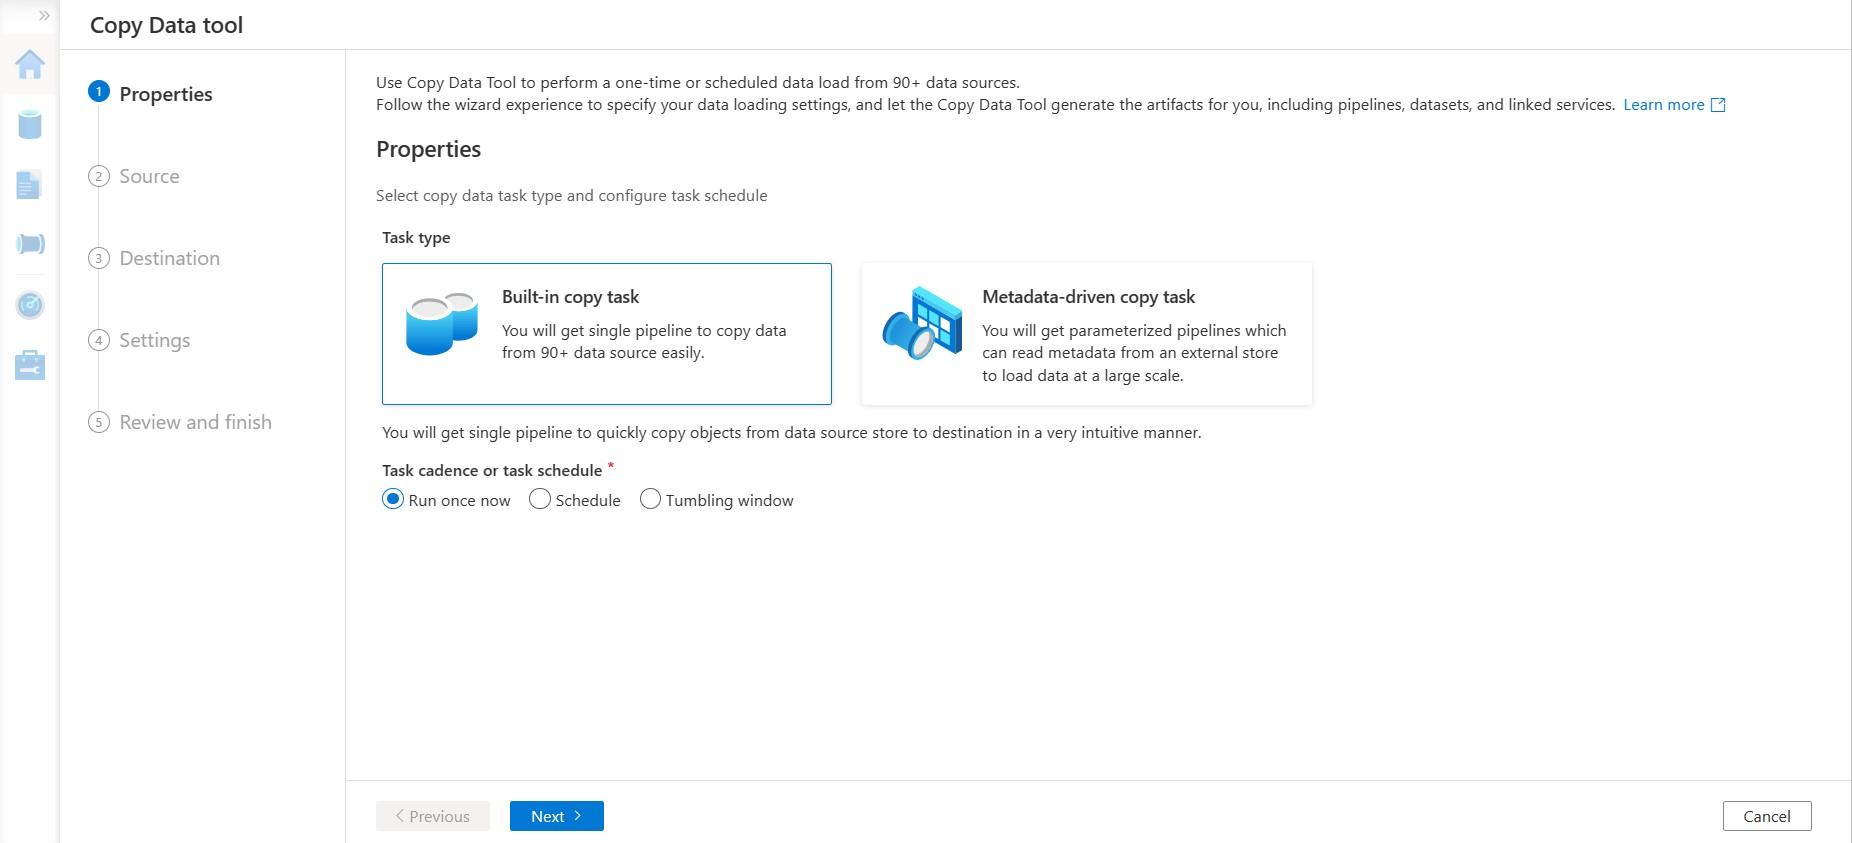 Copy Data tool
1 Properties
2 Source
3 Destination
4 Settings
5 Review and finish
Use Copy Data Tool to perform a one-time or scheduled data load from 90+ data sources.
Follow the wizard experience to specify your data loading settings, and let the Copy Data Tool generate the artifacts for you, including pipelines, datasets, and linked services. Learn more
Properties
Select copy data task type and configure task schedule
Task type
Built-in copy task
You will get single pipeline to copy data
from 90+ data source easily.
Metadata-driven copy task
You will get parameterized pipelines which
can read metadata from an external store
to load data at a large scale.
You will get single pipeline to quickly copy objects from data source store to destination in a very intuitive manner.
Task cadence or task schedule *
Run once now Schedule Tumbling window
< Previous Next > Cancel